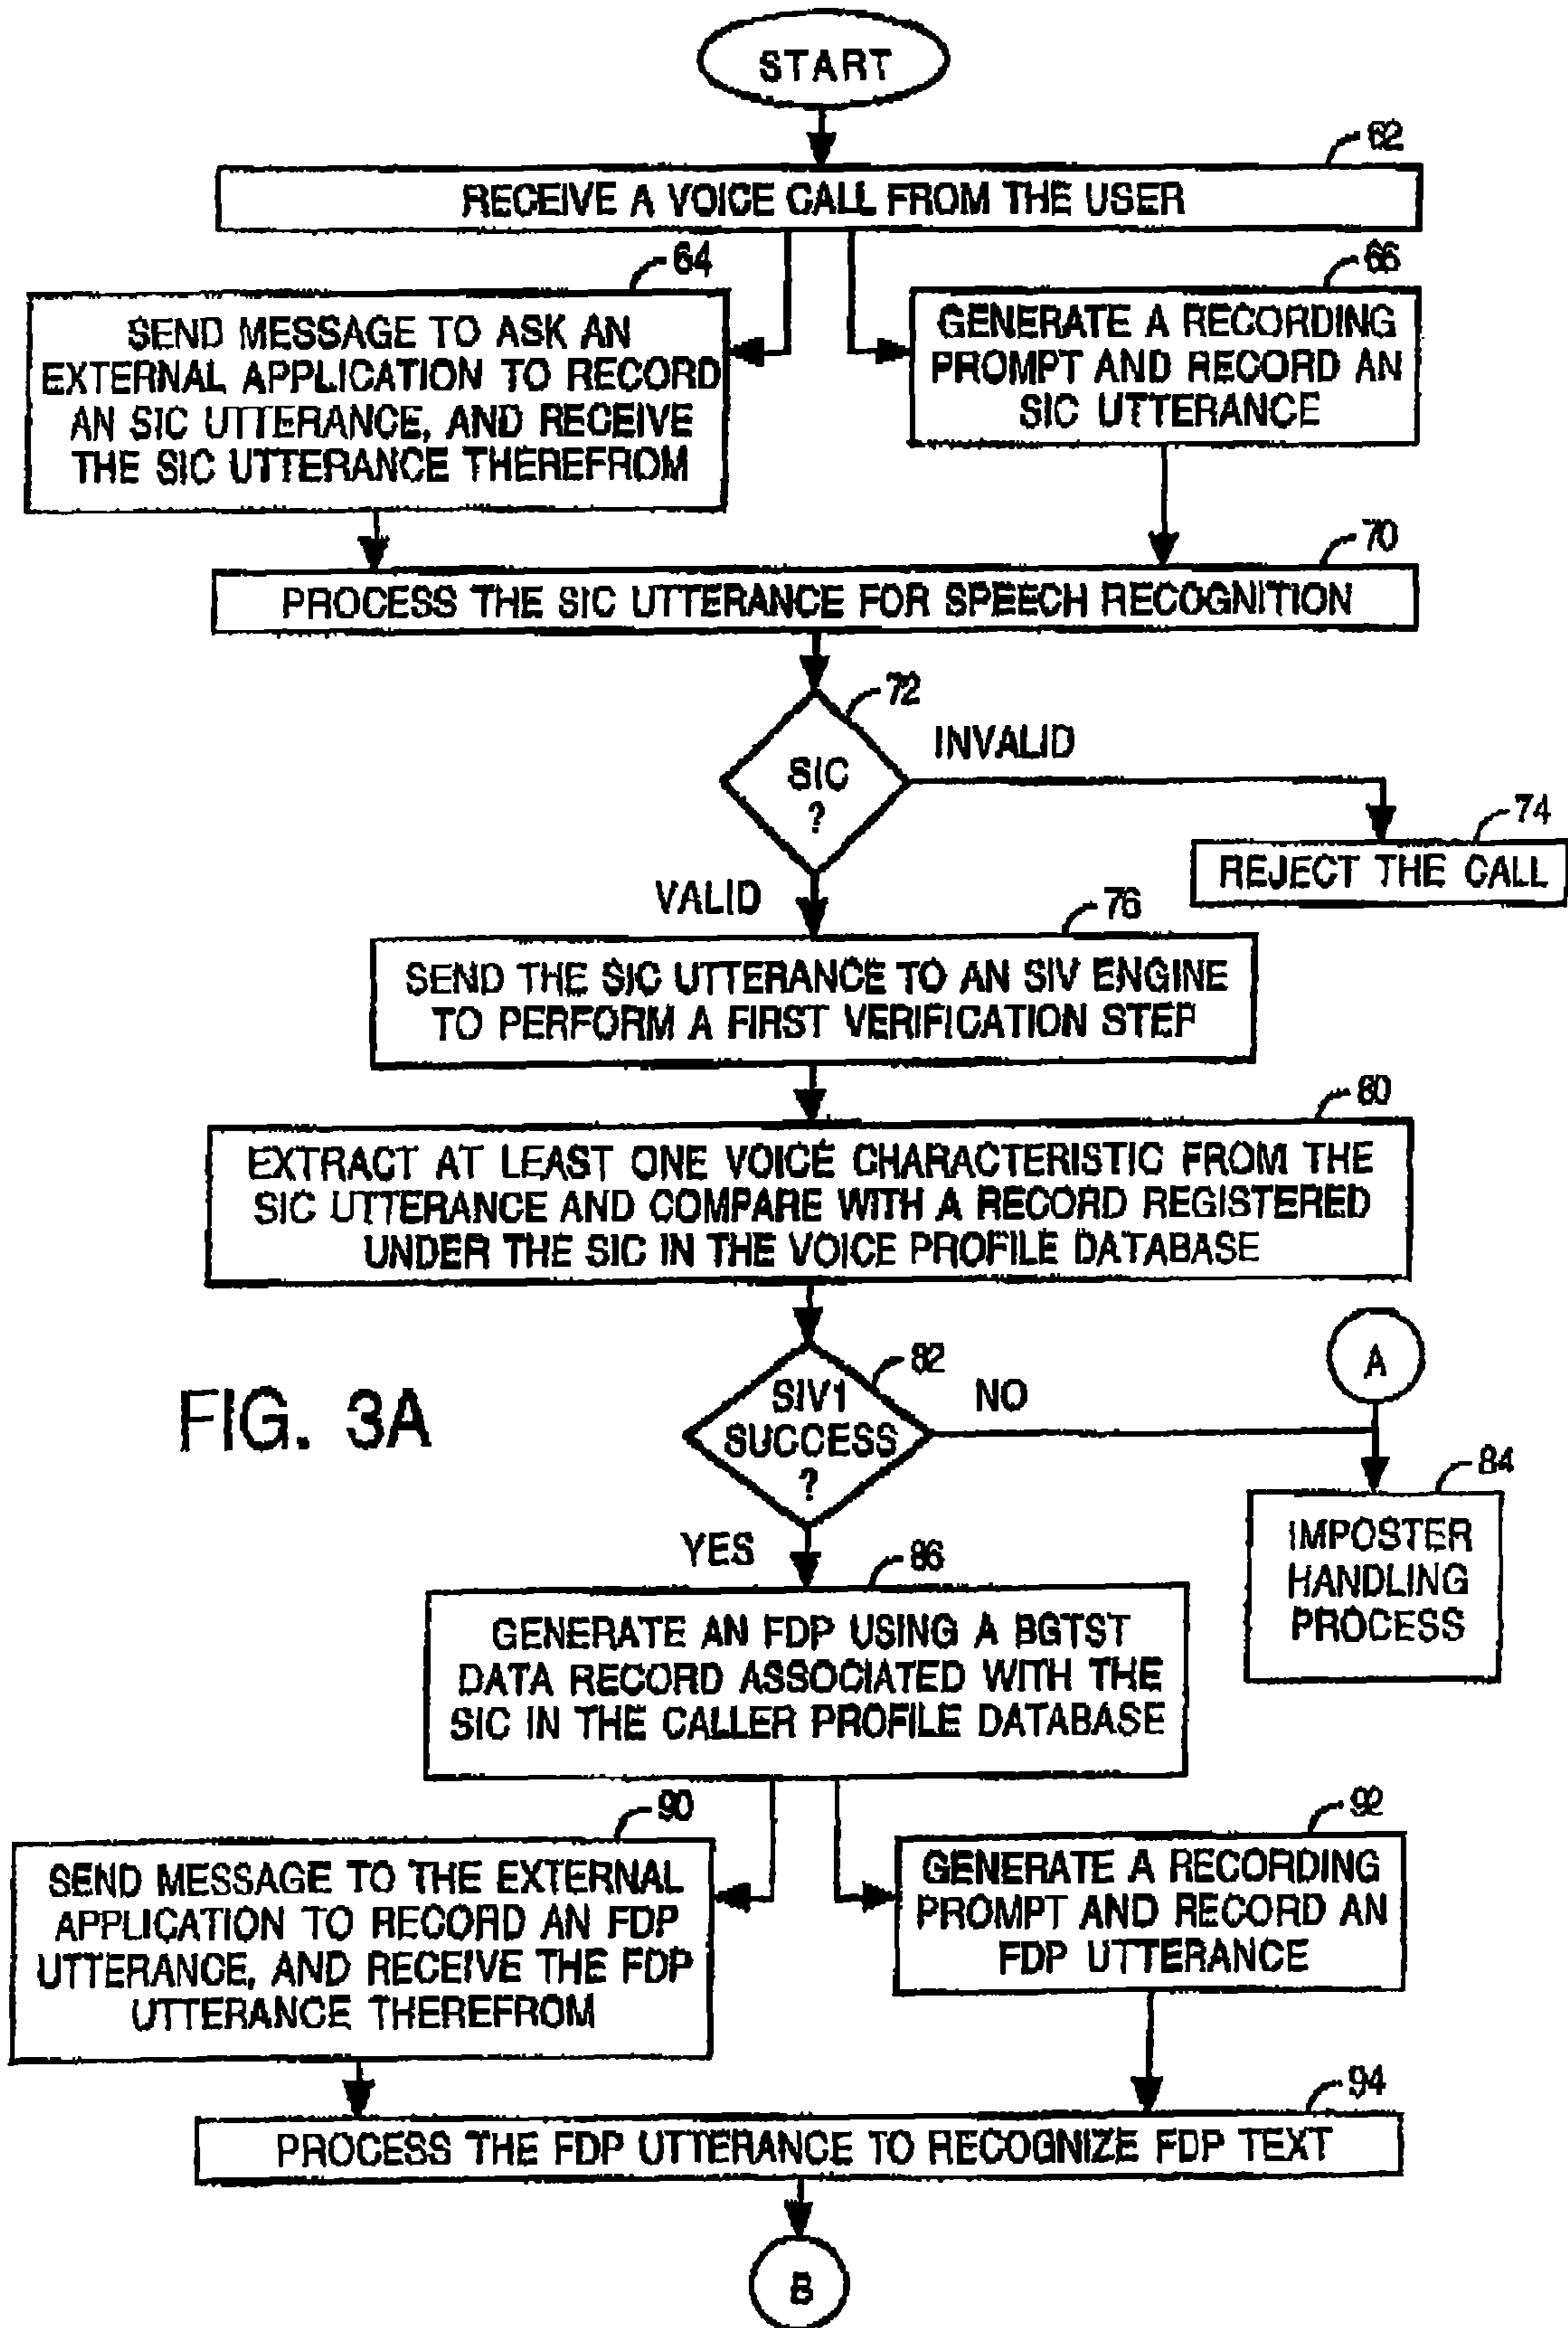 START
62
RECEIVE A VOICE CALL FROM THE USER
64
SEND MESSAGE TO ASK AN
EXTERNAL APPLICATION TO RECORD
AN SIC UTTERANCE, AND RECEIVE
THE SIC UTTERANCE THEREFROM
66
GENERATE A RECORDING
PROMPT AND RECORD AN
SIC UTTERANCE
70
PROCESS THE SIC UTTERANCE FOR SPEECH RECOGNITION
72
SIC
?
INVALID
74
REJECT THE CALL
VALID
76
SEND THE SIC UTTERANCE TO AN SIV ENGINE
TO PERFORM A FIRST VERIFICATION STEP
80
EXTRACT AT LEAST ONE VOICE CHARACTERISTIC FROM THE
SIC UTTERANCE AND COMPARE WITH A RECORD REGISTERED
UNDER THE SIC IN THE VOICE PROFILE DATABASE
82
SIV1
SUCCESS
?
NO
A
84
IMPOSTER
HANDLING
PROCESS
FIG. 3A
YES
86
GENERATE AN FDP USING A BGTST
DATA RECORD ASSOCIATED WITH THE
SIC IN THE CALLER PROFILE DATABASE
90
SEND MESSAGE TO THE EXTERNAL
APPLICATION TO RECORD AN FDP
UTTERANCE, AND RECEIVE THE FDP
UTTERANCE THEREFROM
92
GENERATE A RECORDING
PROMPT AND RECORD AN
FDP UTTERANCE
94
PROCESS THE FDP UTTERANCE TO RECOGNIZE FDP TEXT
B